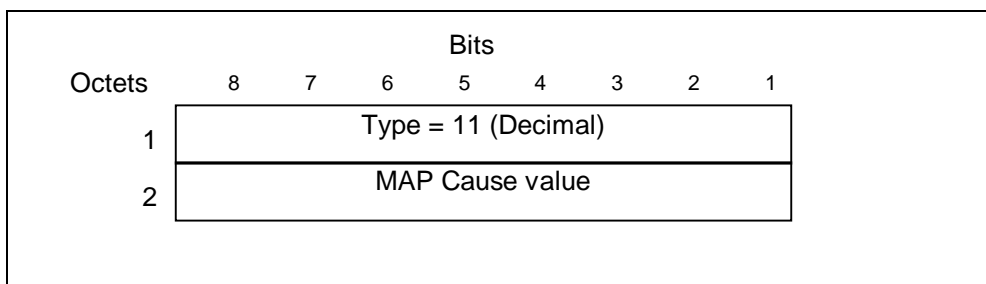 Bits
Octets 8 7 6 5 4 3 2 1
1 Type = 11 (Decimal)
2 MAP Cause value